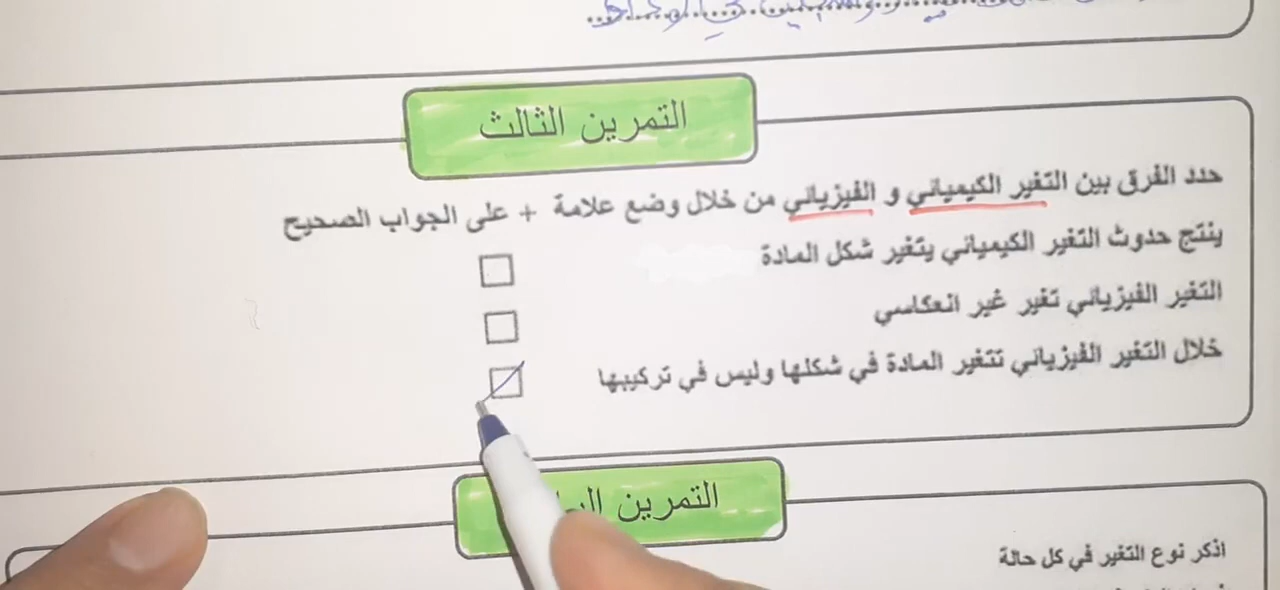 التمرين الثالث
حدد الفرق بين التغير الكيميائي و الفيزيائي من خلال وضع علامة + على الجواب الصحيح
ينتج حدوث التغير الكيميائي يتغير شكل المادة
التغير الفيزيائي تغير غير انعكاسي
خلال التغير الفيزيائي تتغير المادة في شكلها وليس في تركيبها
التمرين
اذكر نوع التغير في كل حالة